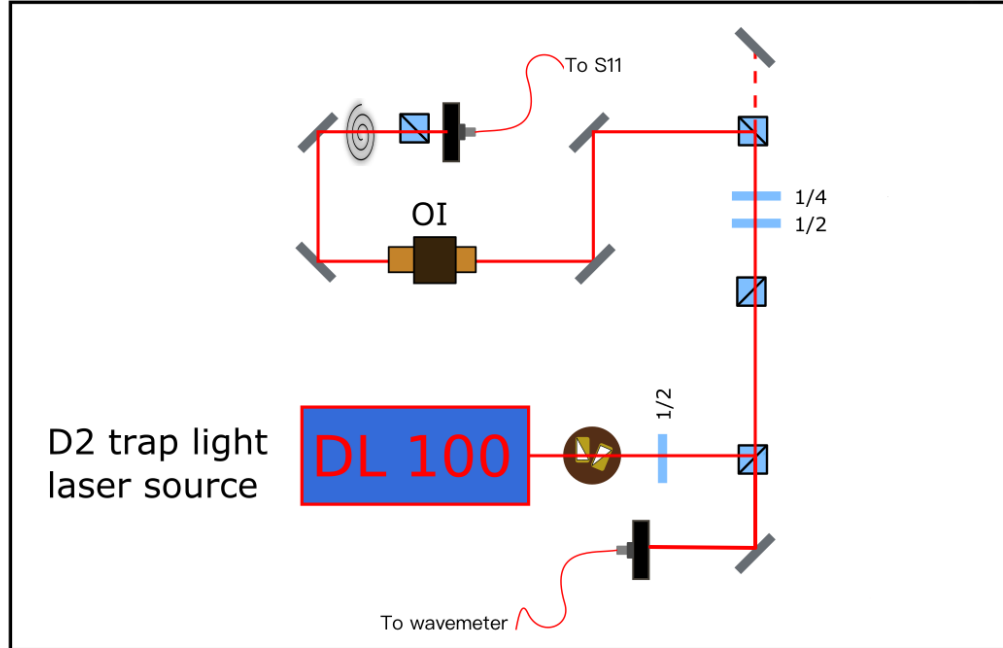 To S11
1/4
1/2
OI
1/2
D2 trap light
laser source
DL 100
To wavemeter